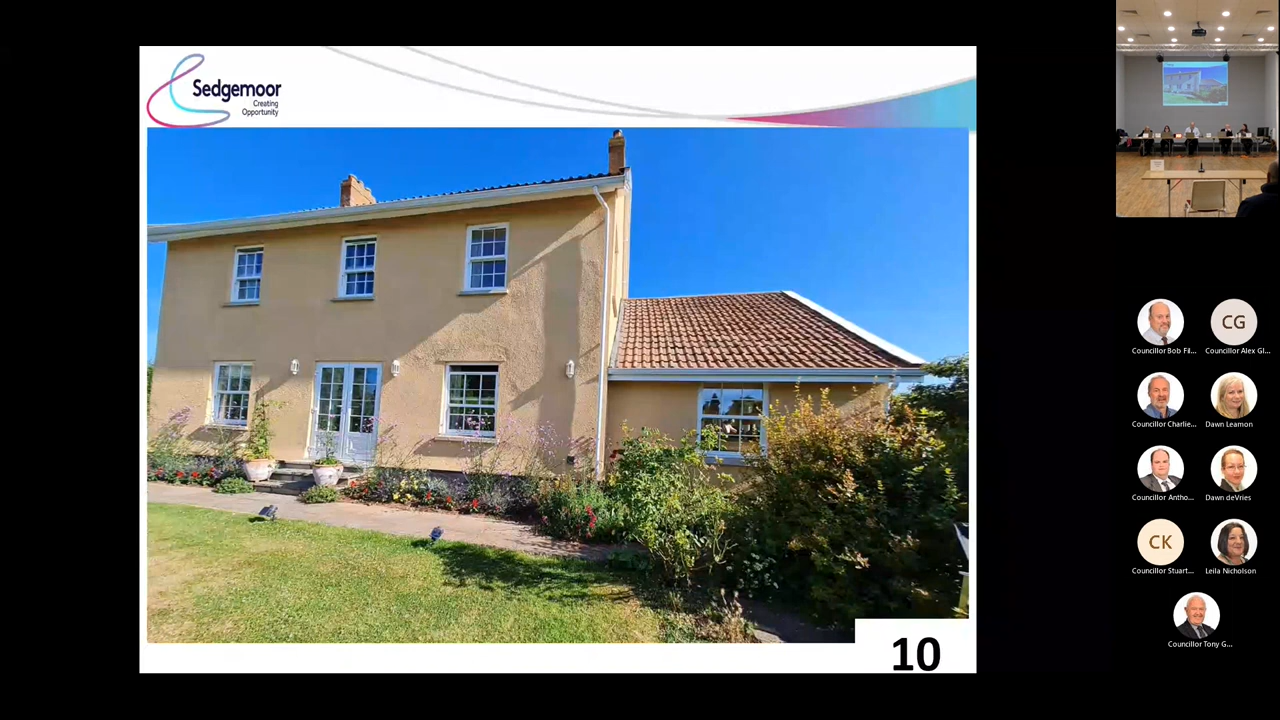 Sedgemoor
Creating
Opportunity
10
CG
Councillor Bob Fil...
Councillor Alex Gl...
Councillor Charlie...
Dawn Leamon
Councillor Antho...
Dawn deVries
CK
Councillor Stuart...
Leila Nicholson
Councillor Tony G...